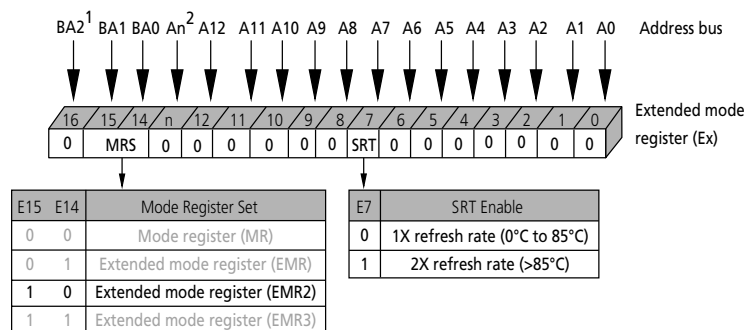 BA2¹ BA1 BA0 An² A12 A11 A10 A9 A8 A7 A6 A5 A4 A3 A2 A1 A0 Address bus
16 15 14 n 12 11 10 9 8 7 6 5 4 3 2 1 0 Extended mode
0 MRS 0 0 0 0 0 0 SRT 0 0 0 0 0 0 0 register (Ex)
E15 E14 Mode Register Set
0 0 Mode register (MR)
0 1 Extended mode register (EMR)
1 0 Extended mode register (EMR2)
1 1 Extended mode register (EMR3)
E7 SRT Enable
0 1X refresh rate (0°C to 85°C)
1 2X refresh rate (>85°C)